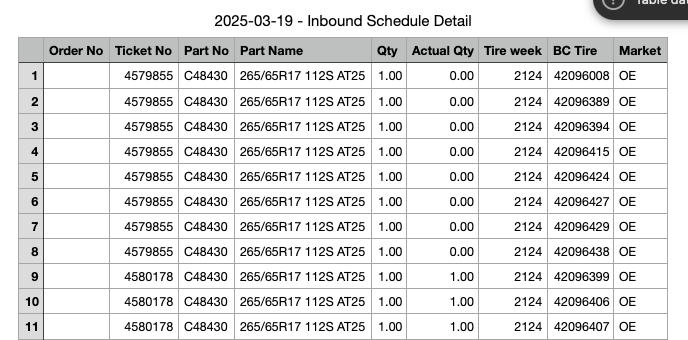 Table dat
2025-03-19 - Inbound Schedule Detail
Order No Ticket No Part No Part Name Qty Actual Qty Tire week BC Tire Market
1 4579855 C48430 265/65R17 112S AT25 1.00 0.00 2124 42096008 OE
2 4579855 C48430 265/65R17 112S AT25 1.00 0.00 2124 42096389 OE
3 4579855 C48430 265/65R17 112S AT25 1.00 0.00 2124 42096394 OE
4 4579855 C48430 265/65R17 112S AT25 1.00 0.00 2124 42096415 OE
5 4579855 C48430 265/65R17 112S AT25 1.00 0.00 2124 42096424 OE
6 4579855 C48430 265/65R17 112S AT25 1.00 0.00 2124 42096427 OE
7 4579855 C48430 265/65R17 112S AT25 1.00 0.00 2124 42096429 OE
8 4579855 C48430 265/65R17 112S AT25 1.00 0.00 2124 42096438 OE
9 4580178 C48430 265/65R17 112S AT25 1.00 1.00 2124 42096399 OE
10 4580178 C48430 265/65R17 112S AT25 1.00 1.00 2124 42096406 OE
11 4580178 C48430 265/65R17 112S AT25 1.00 1.00 2124 42096407 OE